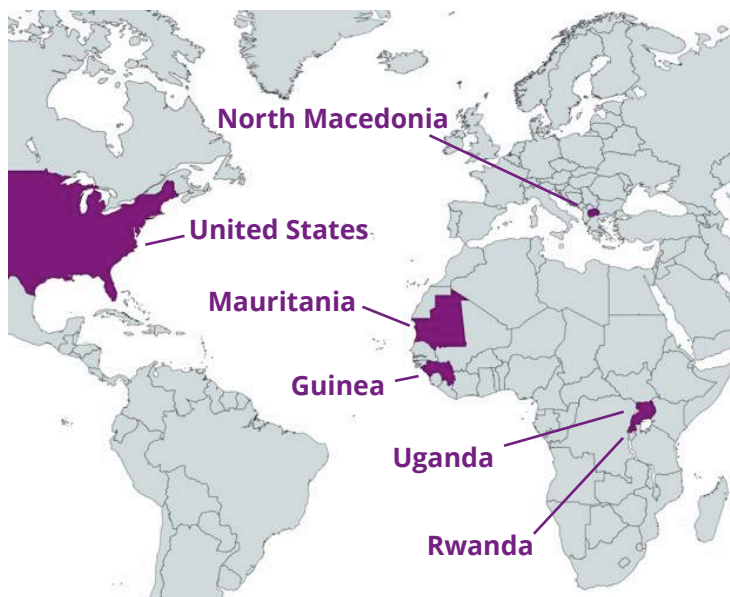 North Macedonia
United States
Mauritania
Guinea
Uganda
Rwanda